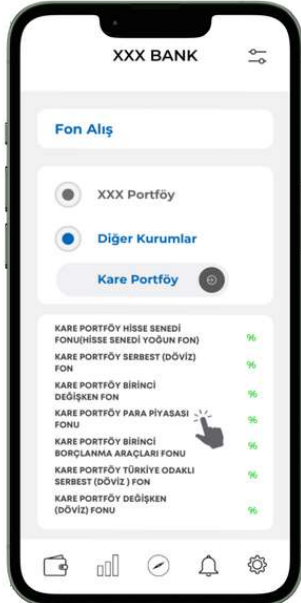 XXX BANK
Fon Alış
XXX Portföy
Diğer Kurumlar
Kare Portföy
KARE PORTFÖY HİSSE SENEDİ
FONU(HİSSE SENEDİ YOĞUN FON) %
KARE PORTFÖY SERBEST (DÖVİZ)
FON %
KARE PORTFÖY BİRİNCİ
DEĞİŞKEN FON %
KARE PORTFÖY PARA PİYASASI
FONU %
KARE PORTFÖY BİRİNCİ
BORÇLANMA ARAÇLARI FONU %
KARE PORTFÖY TÜRKİYE ODAKLI
SERBEST (DÖVİZ ) FON %
KARE PORTFÖY DEĞİŞKEN
(DÖVİZ) FONU %